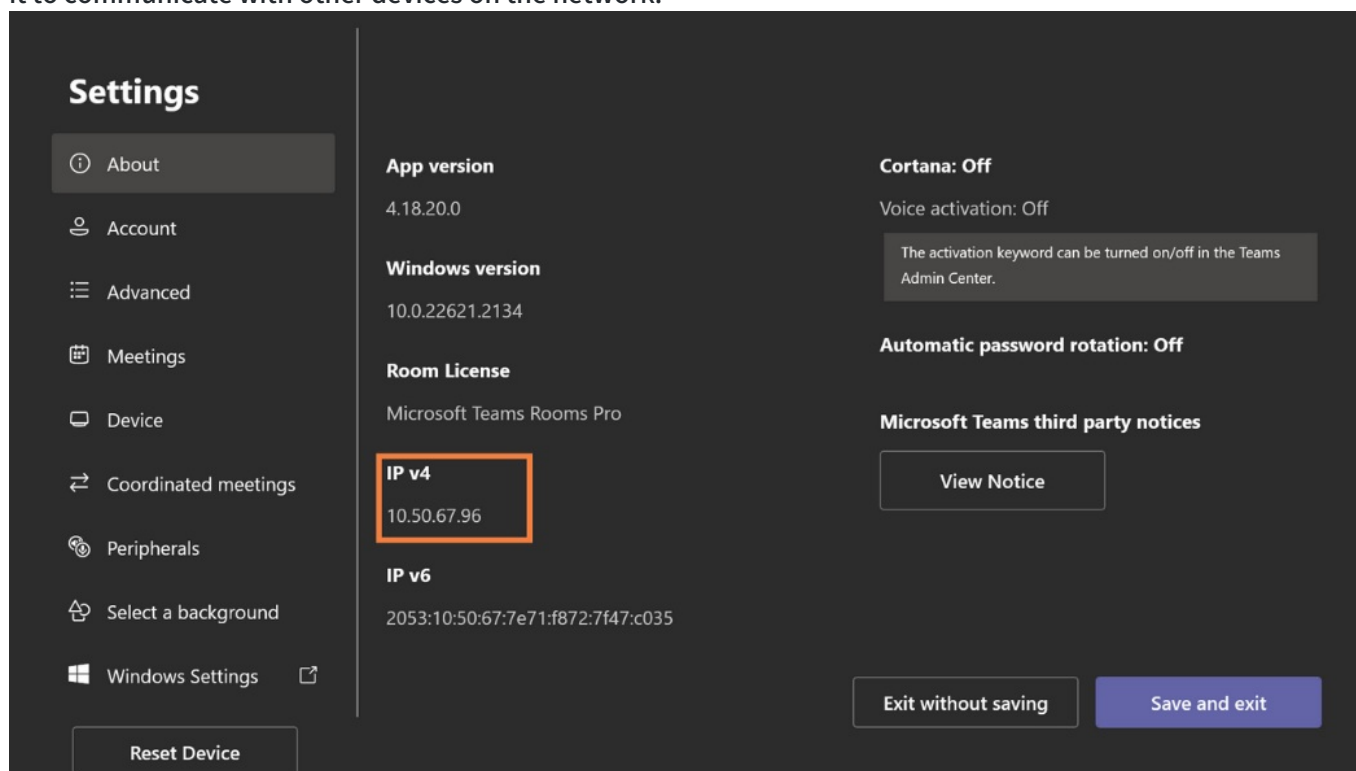 it to communicate with other devices on the network.
Settings
About
Account
Advanced
Meetings
Device
Coordinated meetings
Peripherals
Select a background
Windows Settings
Reset Device
App version
4.18.20.0
Windows version
10.0.22621.2134
Room License
Microsoft Teams Rooms Pro
IP v4
10.50.67.96
IP v6
2053:10:50:67:7e71:f872:7f47:c035
Cortana: Off
Voice activation: Off
The activation keyword can be turned on/off in the Teams
Admin Center.
Automatic password rotation: Off
Microsoft Teams third party notices
View Notice
Exit without saving
Save and exit